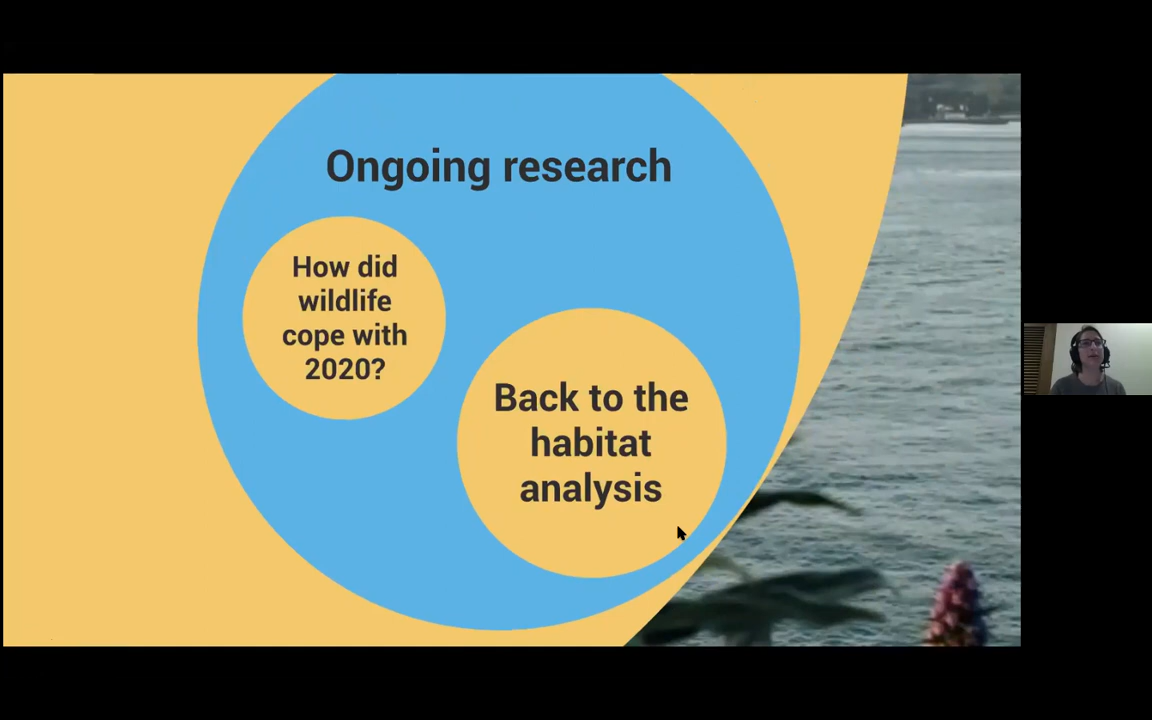 Ongoing research
How did
wildlife
cope with
2020?
Back to the
habitat
analysis